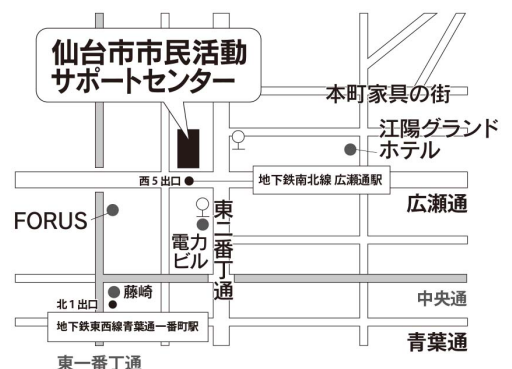 仙台市市民活動
サポートセンター
本町家具の街
江陽グランド
ホテル
西5出口
地下鉄南北線 広瀬通駅
広瀬通
FORUS
東二番丁通
電力
ビル
藤崎
北1出口
中央通
地下鉄東西線青葉通一番町駅
青葉通
東一番丁通